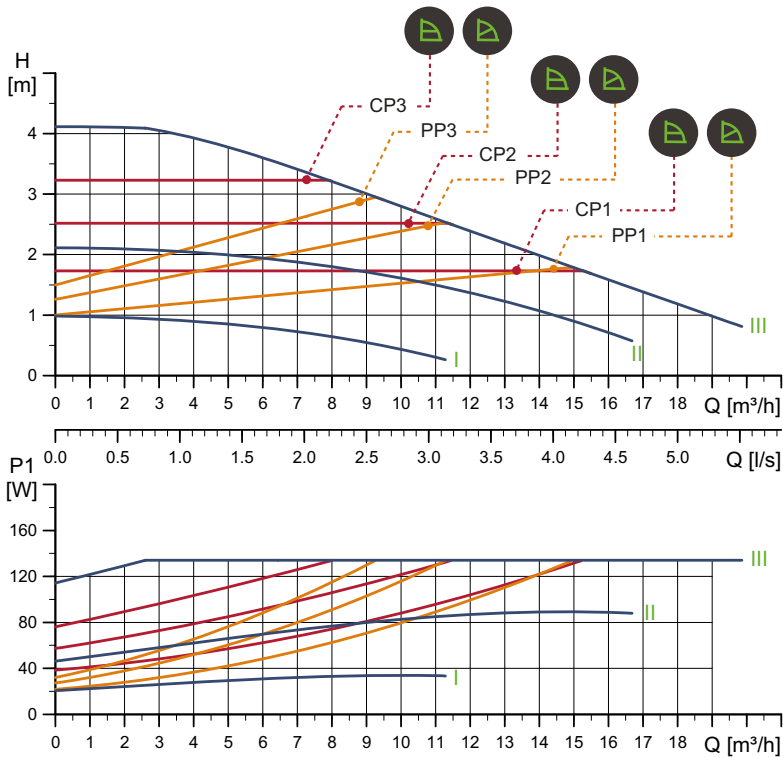 H
[m]
CP3
PP3
CP2
PP2
CP1
PP1
4
3
2
1
0
I
II
III
0 1 2 3 4 5 6 7 8 9 10 11 12 13 14 15 16 17 18 Q [m³/h]
0.0 0.5 1.0 1.5 2.0 2.5 3.0 3.5 4.0 4.5 5.0 Q [l/s]
P1
[W]
160
120
80
40
0
III
II
I
0 1 2 3 4 5 6 7 8 9 10 11 12 13 14 15 16 17 18 Q [m³/h]